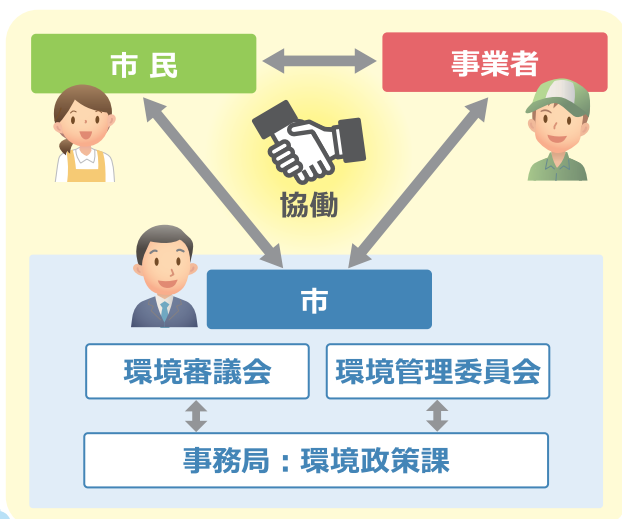 市 民
事業者
協働
市
環境審議会
環境管理委員会
事務局：環境政策課